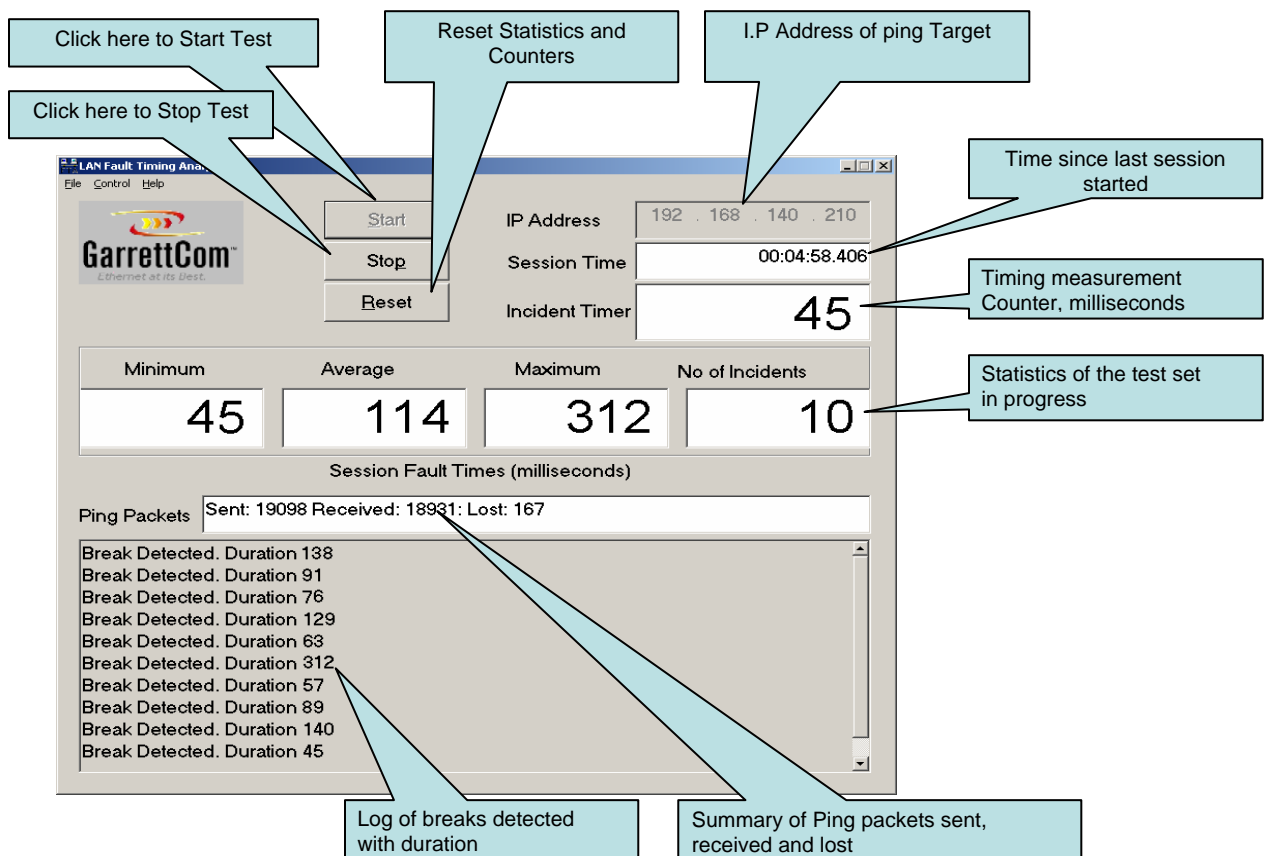 Click here to Start Test
Reset Statistics and
Counters
I.P Address of ping Target
Click here to Stop Test
Time since last session
started
LAN Fault Timing Ana
File Control Help
GarrettCom™
Ethernet at its Best.
Start
Stop
Reset
IP Address
192 . 168 . 140 . 210
Session Time
00:04:58.406
Incident Timer
45
Timing measurement
Counter, milliseconds
Minimum
Average
Maximum
No of Incidents
45
114
312
10
Statistics of the test set
in progress
Session Fault Times (milliseconds)
Ping Packets
Sent: 19098 Received: 18931: Lost: 167
Break Detected. Duration 138
Break Detected. Duration 91
Break Detected. Duration 76
Break Detected. Duration 129
Break Detected. Duration 63
Break Detected. Duration 312
Break Detected. Duration 57
Break Detected. Duration 89
Break Detected. Duration 140
Break Detected. Duration 45
Log of breaks detected
with duration
Summary of Ping packets sent,
received and lost